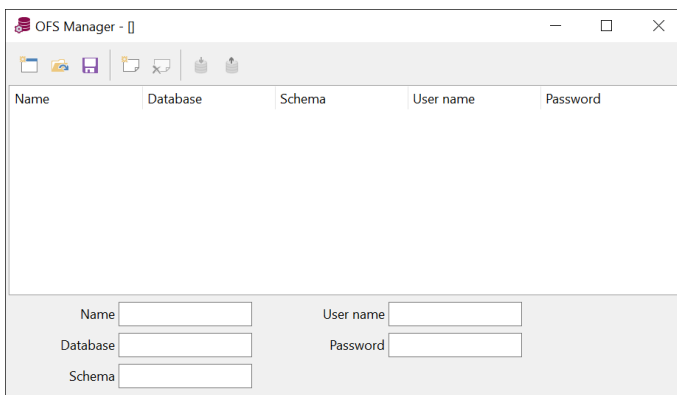 OFS Manager - []
Name Database Schema User name Password
Name User name
Database Password
Schema